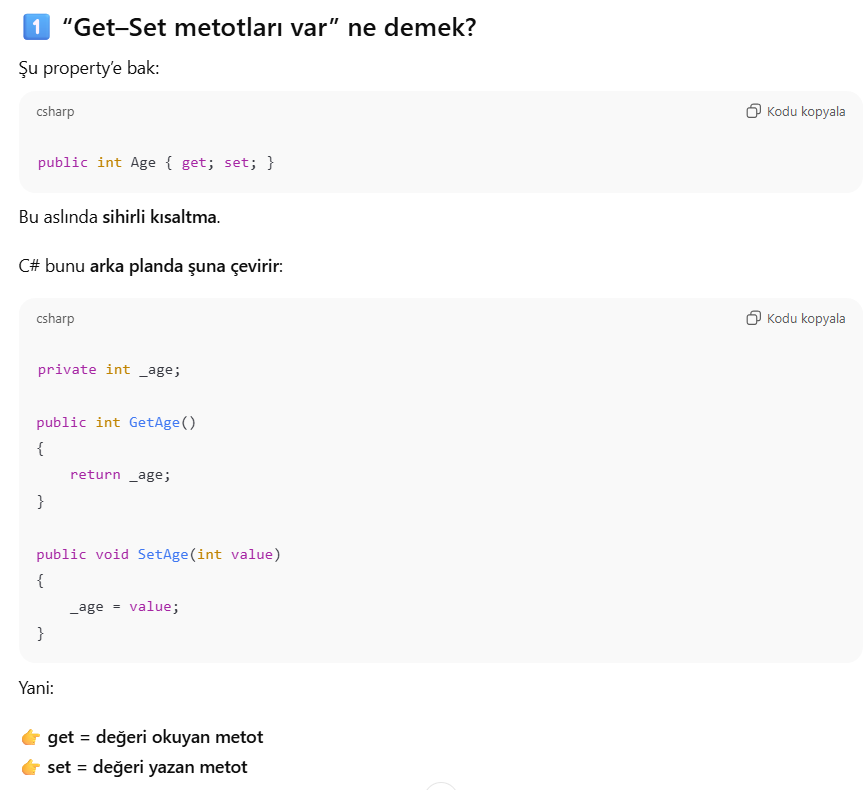 1 “Get–Set metotları var” ne demek?
Şu property’e bak:
csharp
Kodu kopyala
public int Age { get; set; }
Bu aslında sihirli kısaltma.
C# bunu arka planda şuna çevirir:
csharp
Kodu kopyala
private int _age;
public int GetAge()
{
    return _age;
}
public void SetAge(int value)
{
    _age = value;
}
Yani:
👉 get = değeri okuyan metot
👉 set = değeri yazan metot